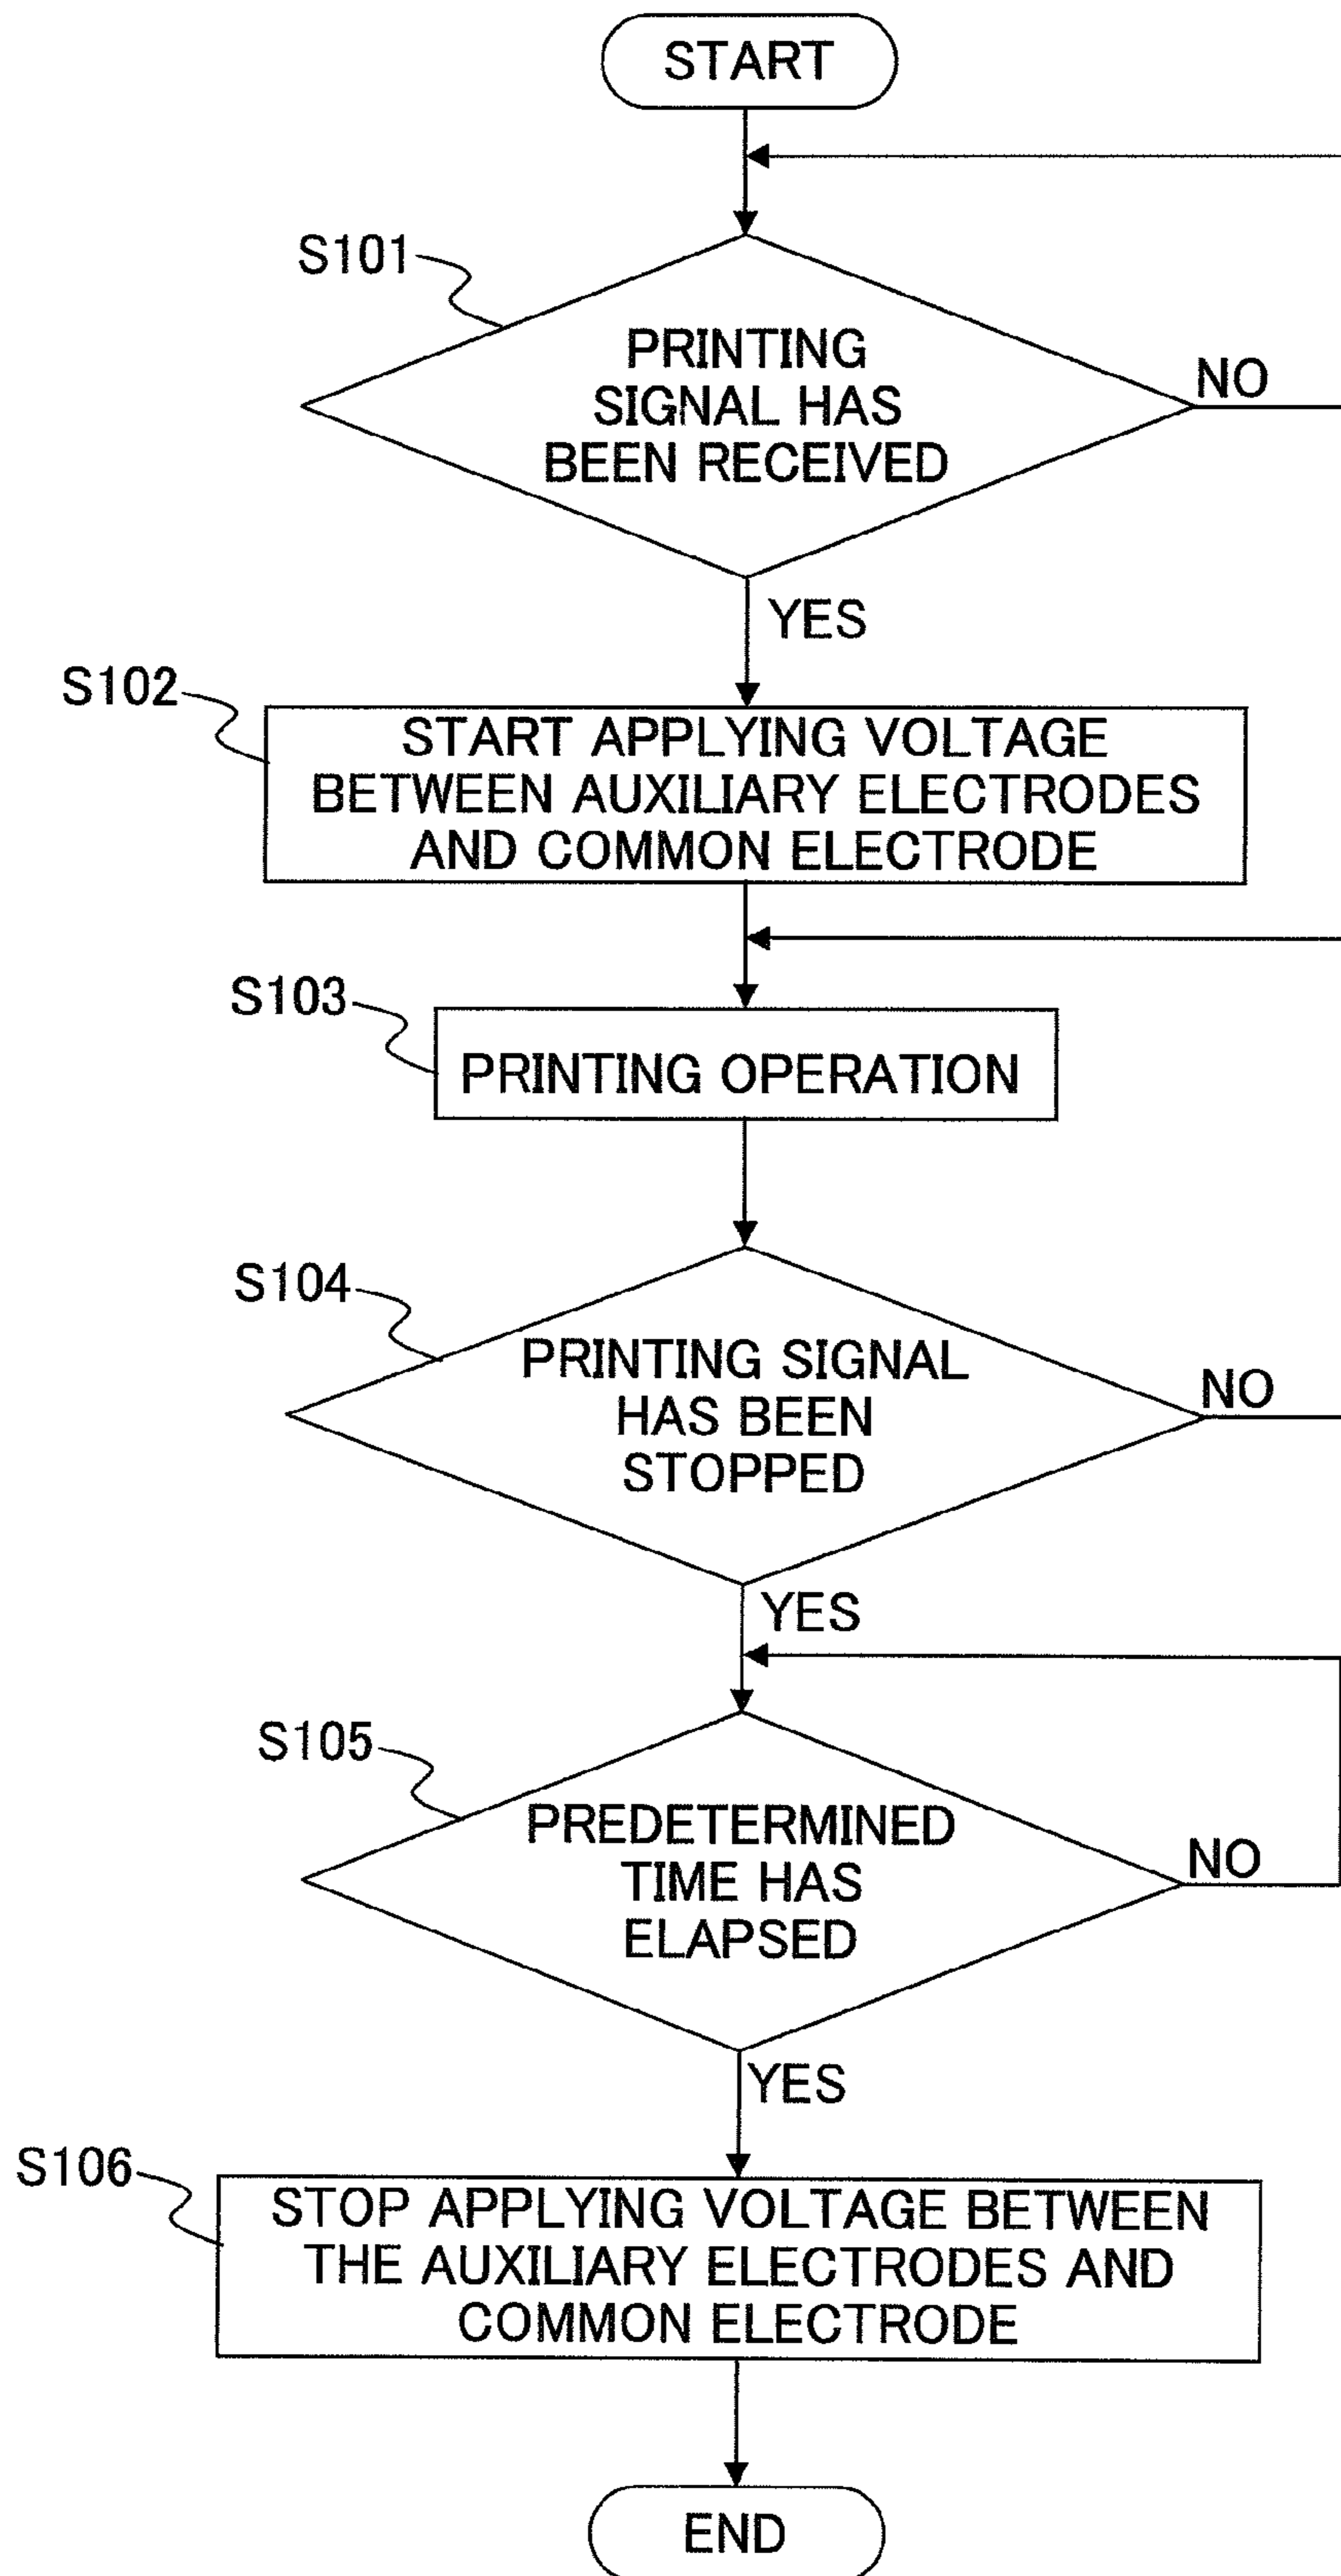 START
S101
PRINTING
SIGNAL HAS
BEEN RECEIVED
NO
YES
S102
START APPLYING VOLTAGE
BETWEEN AUXILIARY ELECTRODES
AND COMMON ELECTRODE
S103
PRINTING OPERATION
S104
PRINTING SIGNAL
HAS BEEN
STOPPED
NO
YES
S105
PREDETERMINED
TIME HAS
ELAPSED
NO
YES
S106
STOP APPLYING VOLTAGE BETWEEN
THE AUXILIARY ELECTRODES AND
COMMON ELECTRODE
END